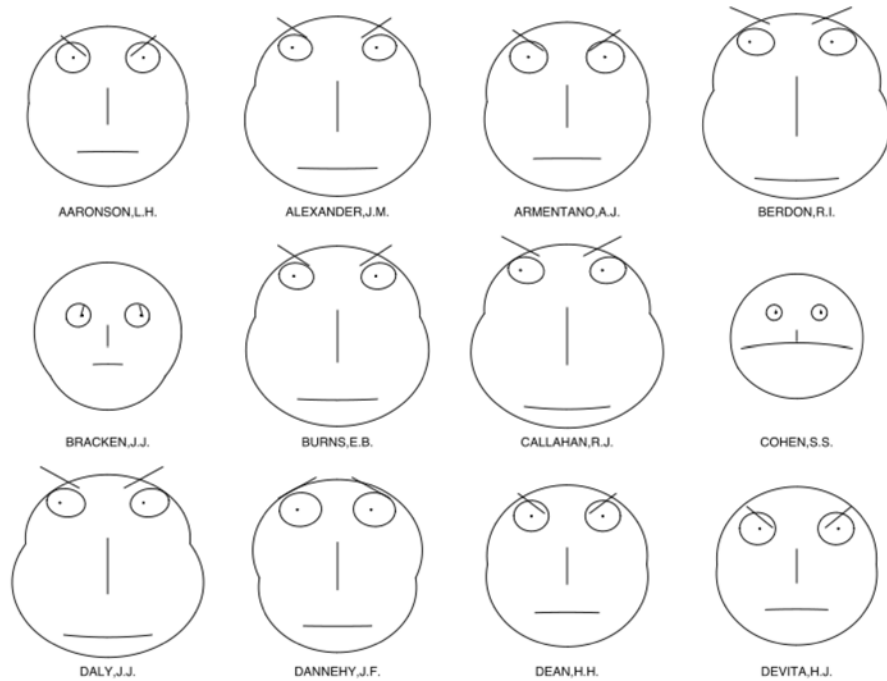 AARONSON,L.H. ALEXANDER,J.M. ARMENTANO,A.J. BERDON,R.I.
BRACKEN,J.J. BURNS,E.B. CALLAHAN,R.J. COHEN,S.S.
DALY,J.J. DANNEHY,J.F. DEAN,H.H. DEVITA,H.J.